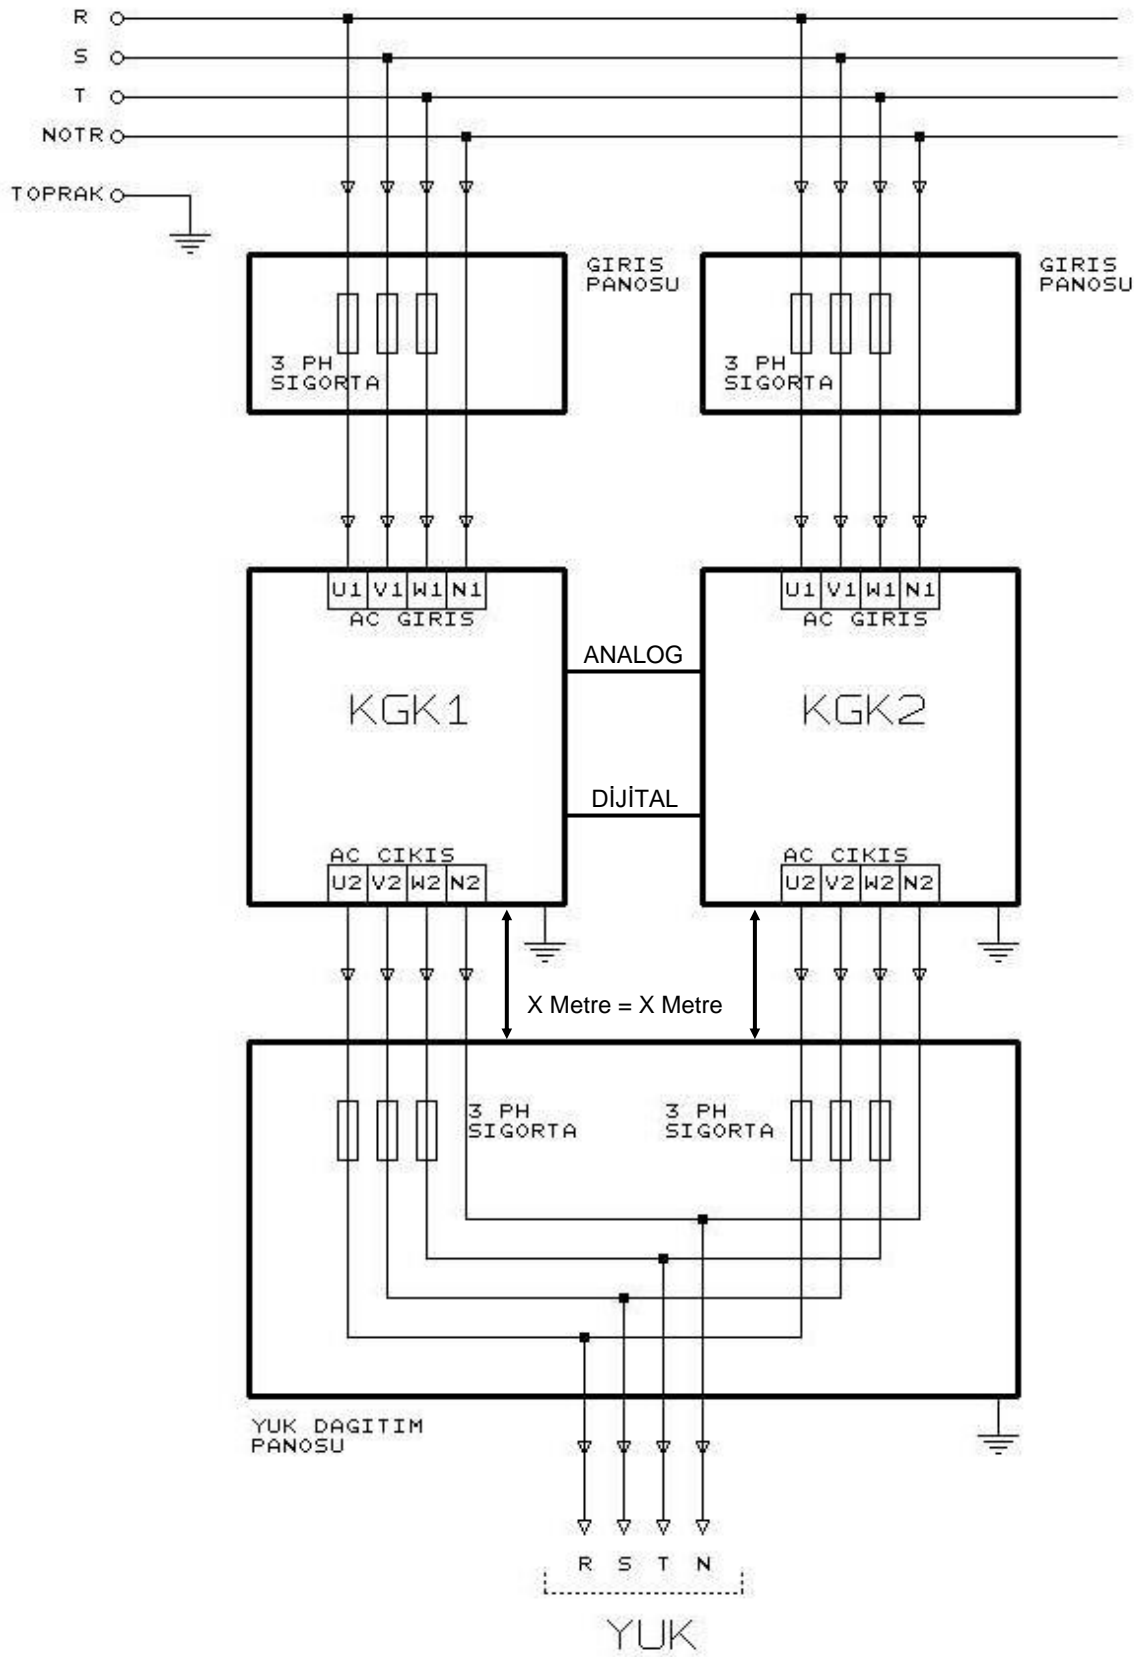 R
S
T
NOTR
TOPRAK
GIRIS
PANOSU
GIRIS
PANOSU
3 PH
SIGORTA
3 PH
SIGORTA
U1 V1 W1 N1
AC GIRIS
U1 V1 W1 N1
AC GIRIS
ANALOG
KGK1
KGK2
DİJİTAL
AC CIKIS
U2 V2 W2 N2
AC CIKIS
U2 V2 W2 N2
X Metre = X Metre
3 PH
SIGORTA
3 PH
SIGORTA
YUK DAGITIM
PANOSU
R S T N
YUK